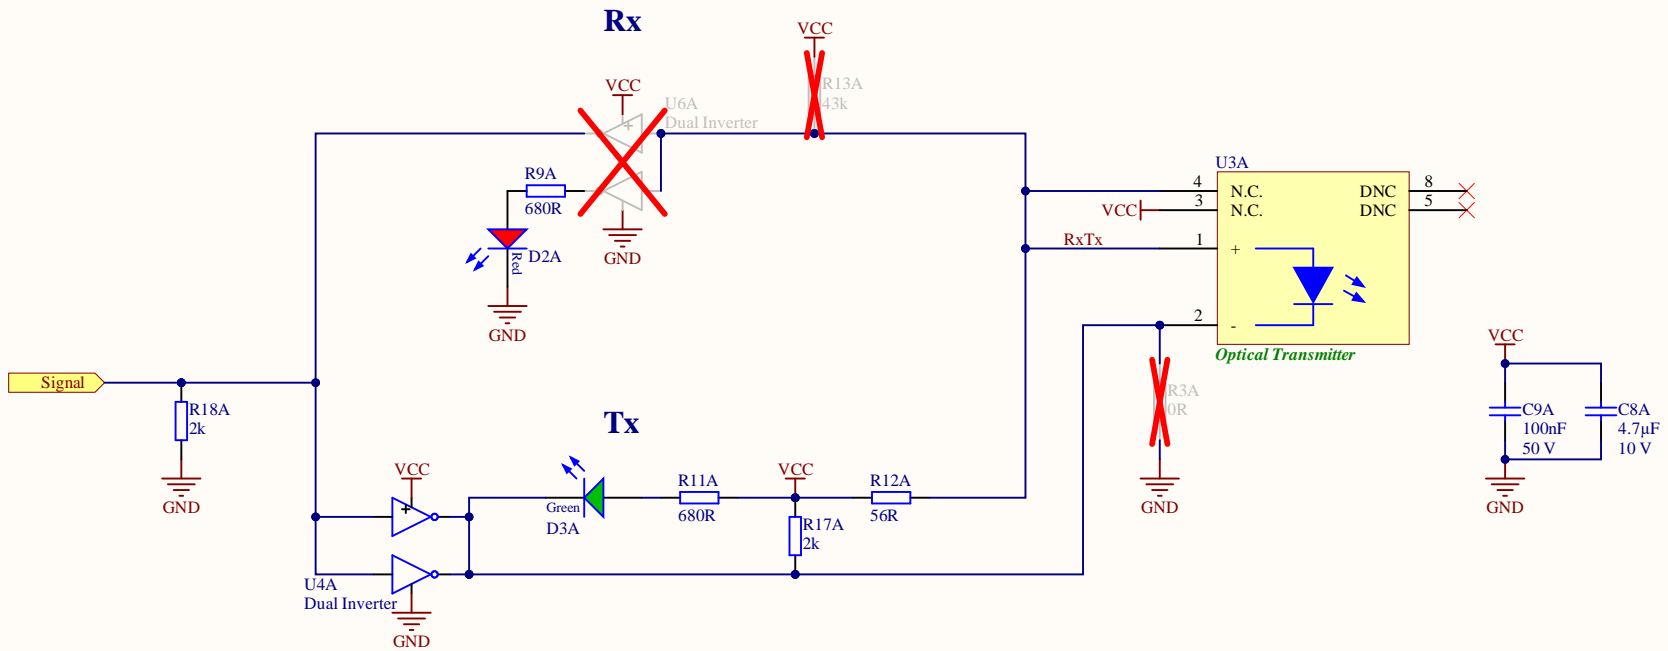 Rx
VCC
R13A
43k
VCC
U6A
Dual Inverter
+
R9A
680R
Red
D2A
GND
GND
U3A
4
N.C.
DNC
8
VCC
3
N.C.
DNC
5
RxTx
1
+
2
-
Optical Transmitter
R3A
0R
GND
VCC
C9A
100nF
50 V
C8A
4.7µF
10 V
GND
Signal
R18A
2k
GND
Tx
VCC
+
Green
D3A
R11A
680R
VCC
R12A
56R
R17A
2k
U4A
Dual Inverter
GND